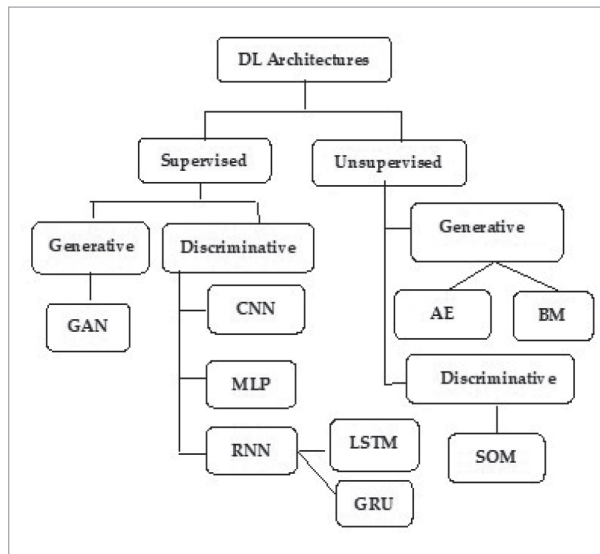 DL Architectures
Supervised
Unsupervised
Generative
Discriminative
Generative
GAN
CNN
AE
BM
MLP
Discriminative
RNN
LSTM
SOM
GRU